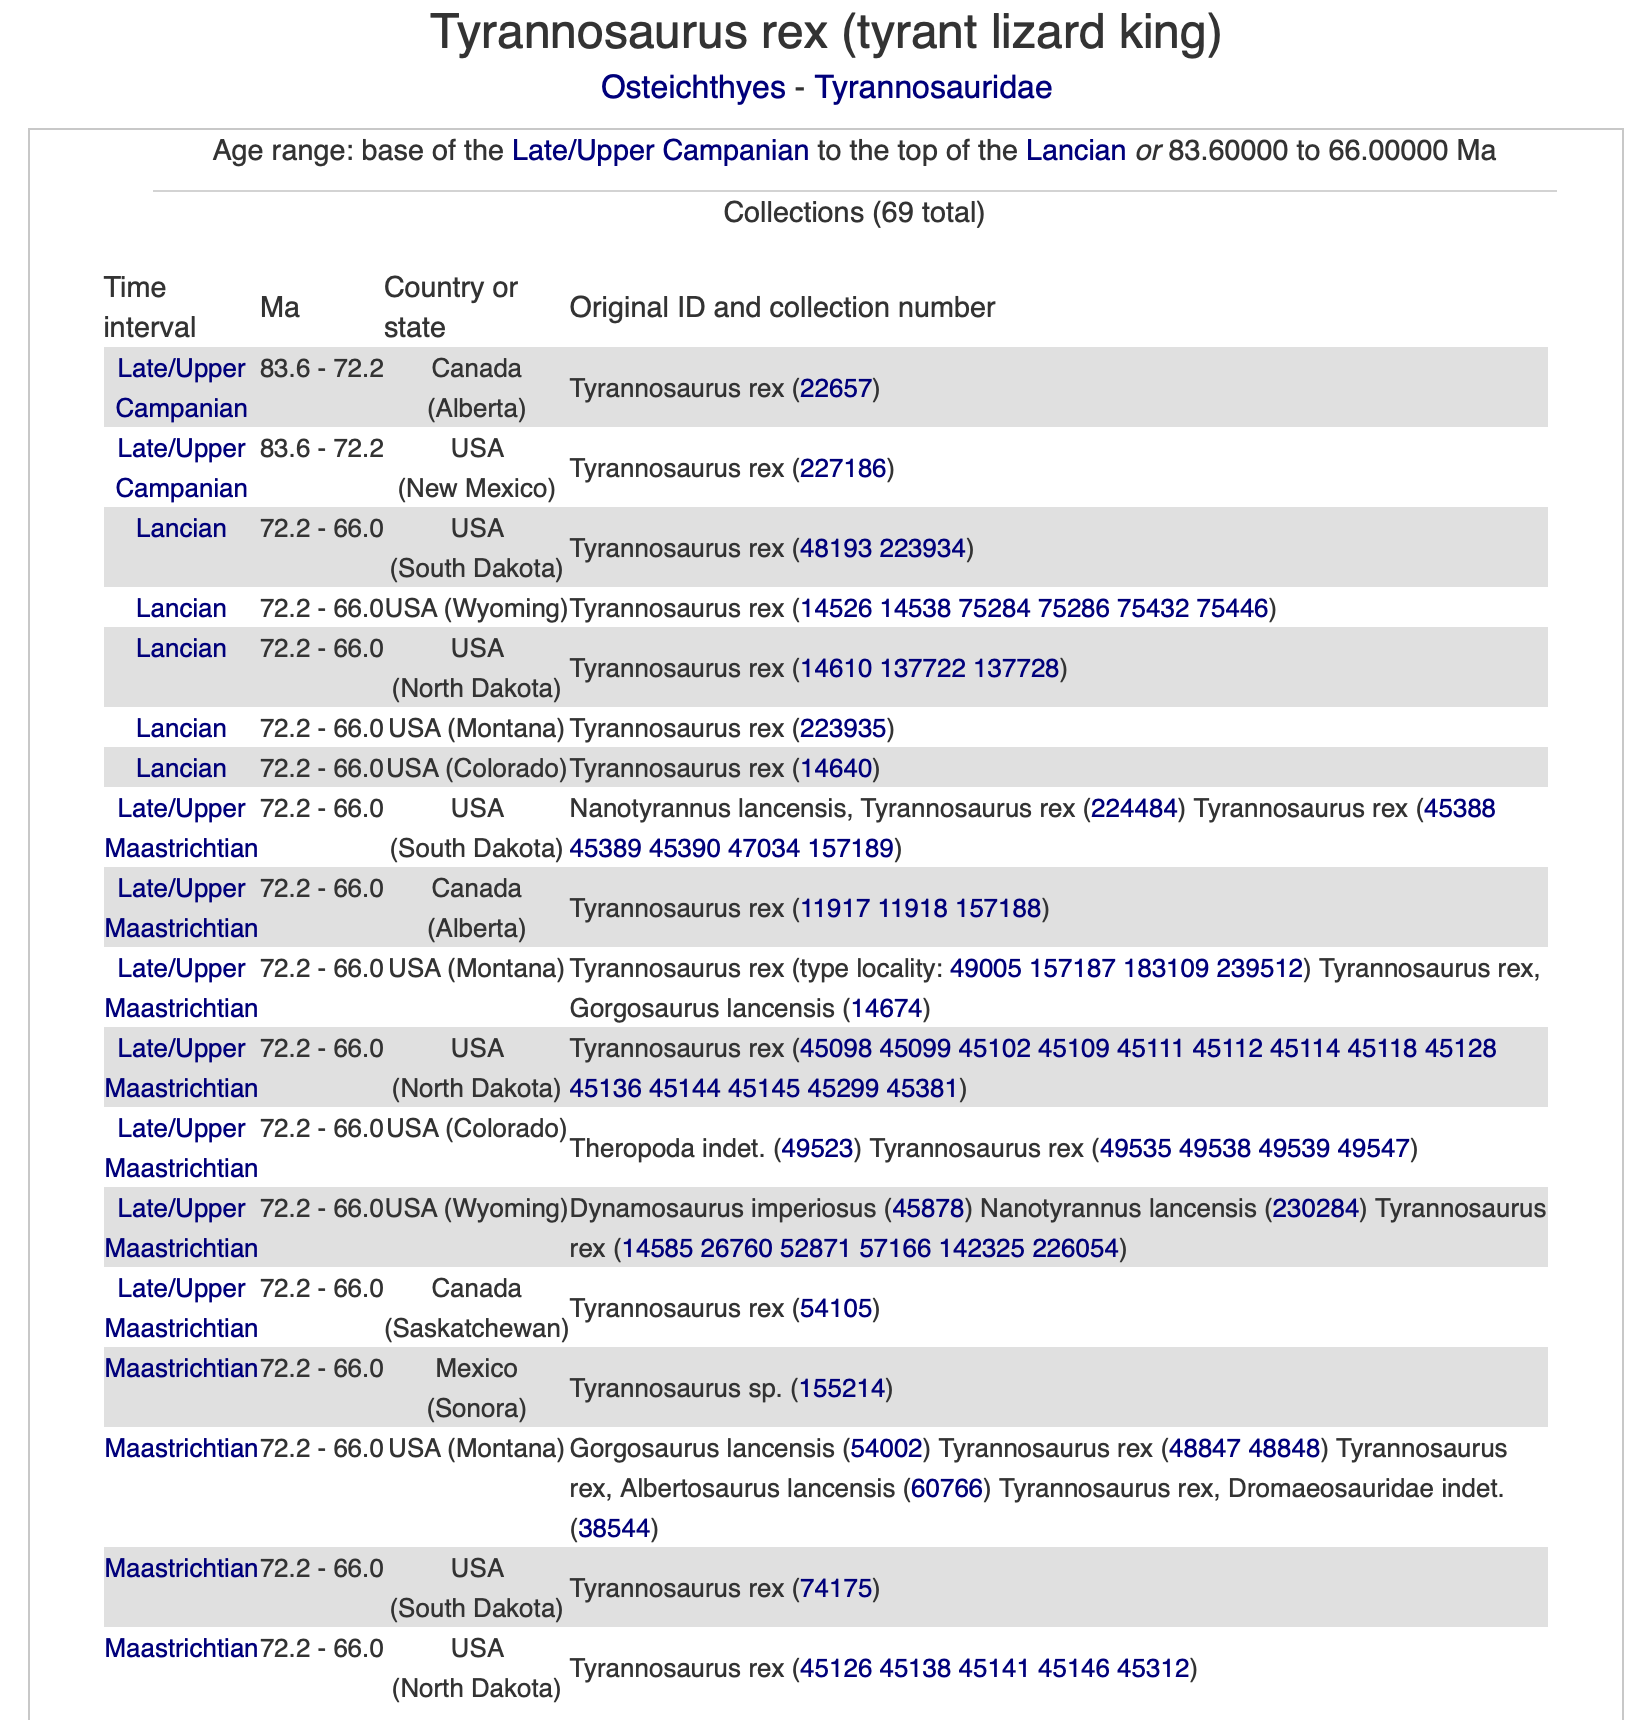 Tyrannosaurus rex (tyrant lizard king)
Osteichthyes - Tyrannosauridae
Age range: base of the Late/Upper Campanian to the top of the Lancian or 83.60000 to 66.00000 Ma
Collections (69 total)
Time interval Ma Country or state Original ID and collection number
Late/Upper Campanian 83.6 - 72.2 Canada (Alberta) Tyrannosaurus rex (22657)
Late/Upper Campanian 83.6 - 72.2 USA (New Mexico) Tyrannosaurus rex (227186)
Lancian 72.2 - 66.0 USA (South Dakota) Tyrannosaurus rex (48193 223934)
Lancian 72.2 - 66.0 USA (Wyoming) Tyrannosaurus rex (14526 14538 75284 75286 75432 75446)
Lancian 72.2 - 66.0 USA (North Dakota) Tyrannosaurus rex (14610 137722 137728)
Lancian 72.2 - 66.0 USA (Montana) Tyrannosaurus rex (223935)
Lancian 72.2 - 66.0 USA (Colorado) Tyrannosaurus rex (14640)
Late/Upper 72.2 - 66.0 USA Nanotyrannus lancensis, Tyrannosaurus rex (224484) Tyrannosaurus rex (45388
Maastrichtian (South Dakota) 45389 45390 47034 157189)
Late/Upper Maastrichtian 72.2 - 66.0 Canada (Alberta) Tyrannosaurus rex (11917 11918 157188)
Late/Upper 72.2 - 66.0 USA (Montana) Tyrannosaurus rex (type locality: 49005 157187 183109 239512) Tyrannosaurus rex,
Maastrichtian Gorgosaurus lancensis (14674)
Late/Upper 72.2 - 66.0 USA Tyrannosaurus rex (45098 45099 45102 45109 45111 45112 45114 45118 45128
Maastrichtian (North Dakota) 45136 45144 45145 45299 45381)
Late/Upper Maastrichtian 72.2 - 66.0 USA (Colorado) Theropoda indet. (49523) Tyrannosaurus rex (49535 49538 49539 49547)
Late/Upper 72.2 - 66.0 USA (Wyoming) Dynamosaurus imperiosus (45878) Nanotyrannus lancensis (230284) Tyrannosaurus
Maastrichtian rex (14585 26760 52871 57166 142325 226054)
Late/Upper Maastrichtian 72.2 - 66.0 Canada (Saskatchewan) Tyrannosaurus rex (54105)
Maastrichtian 72.2 - 66.0 Mexico (Sonora) Tyrannosaurus sp. (155214)
Maastrichtian 72.2 - 66.0 USA (Montana) Gorgosaurus lancensis (54002) Tyrannosaurus rex (48847 48848) Tyrannosaurus
rex, Albertosaurus lancensis (60766) Tyrannosaurus rex, Dromaeosauridae indet.
(38544)
Maastrichtian 72.2 - 66.0 USA (South Dakota) Tyrannosaurus rex (74175)
Maastrichtian 72.2 - 66.0 USA (North Dakota) Tyrannosaurus rex (45126 45138 45141 45146 45312)